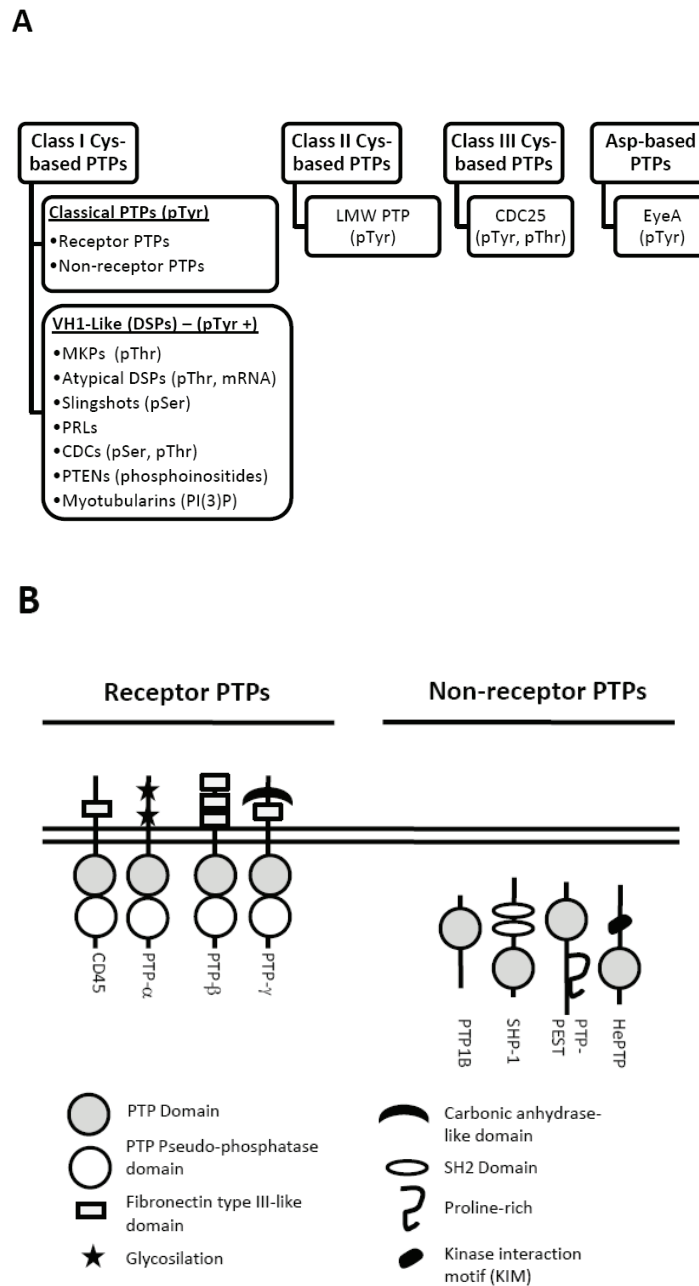 A
Class I Cys-
based PTPs
Class II Cys-
based PTPs
Class III Cys-
based PTPs
Asp-based
PTPs
Classical PTPs (pTyr)
•Receptor PTPs
•Non-receptor PTPs
LMW PTP
(pTyr)
CDC25
(pTyr, pThr)
EyeA
(pTyr)
VH1-Like (DSPs) – (pTyr +)
•MKPs (pThr)
•Atypical DSPs (pThr, mRNA)
•Slingshots (pSer)
•PRLs
•CDCs (pSer, pThr)
•PTENs (phosphoinositides)
•Myotubularins (PI(3)P)
B
Receptor PTPs
Non-receptor PTPs
CD45
PTP-α
PTP-β
PTP-γ
PTP1B
SHP-1
PTP-
PEST
HePTP
PTP Domain
PTP Pseudo-phosphatase
domain
Fibronectin type III-like
domain
Glycosilation
Carbonic anhydrase-
like domain
SH2 Domain
Proline-rich
Kinase interaction
motif (KIM)